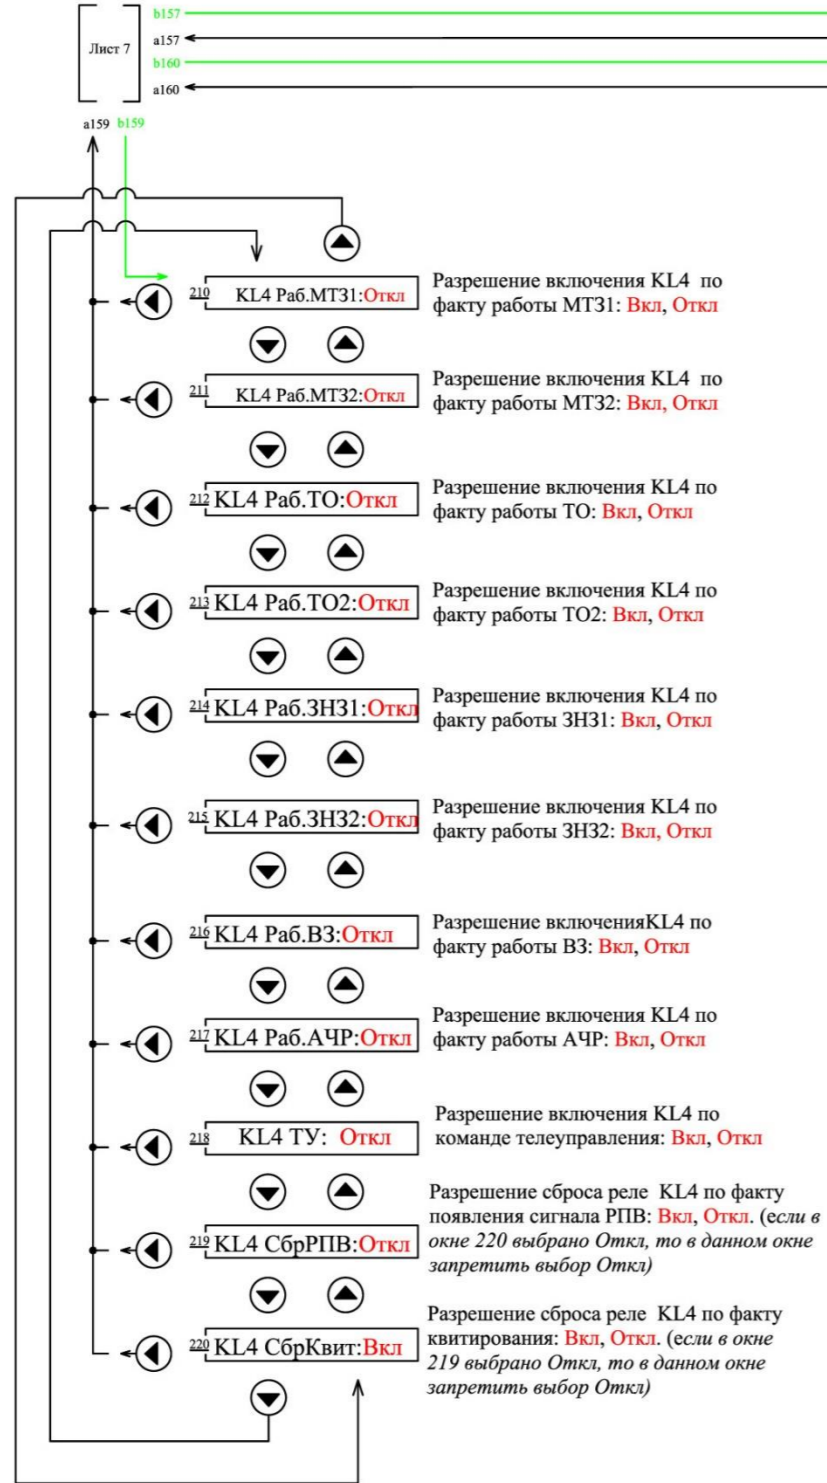 b157
Лист 7
a157
b160
a160
a159 b159
210 KL4 Раб.МТЗ1:Откл
Разрешение включения KL4 по
факту работы МТЗ1: Вкл, Откл
211 KL4 Раб.МТЗ2:Откл
Разрешение включения KL4 по
факту работы МТЗ2: Вкл, Откл
212 KL4 Раб.ТО:Откл
Разрешение включения KL4 по
факту работы ТО: Вкл, Откл
213 KL4 Раб.ТО2:Откл
Разрешение включения KL4 по
факту работы ТО2: Вкл, Откл
214 KL4 Раб.ЗНЗ1:Откл
Разрешение включения KL4 по
факту работы ЗНЗ1: Вкл, Откл
215 KL4 Раб.ЗНЗ2:Откл
Разрешение включения KL4 по
факту работы ЗНЗ2: Вкл, Откл
216 KL4 Раб.ВЗ:Откл
Разрешение включенияKL4 по
факту работы ВЗ: Вкл, Откл
217 KL4 Раб.АЧР:Откл
Разрешение включения KL4 по
факту работы АЧР: Вкл, Откл
218 KL4 ТУ: Откл
Разрешение включения KL4 по
команде телеуправления: Вкл, Откл
219 KL4 СбрРПВ:Откл
Разрешение сброса реле KL4 по факту
появления сигнала РПВ: Вкл, Откл. (если в
окне 220 выбрано Откл, то в данном окне
запретить выбор Откл)
220 KL4 СбрКвит:Вкл
Разрешение сброса реле KL4 по факту
квитирования: Вкл, Откл. (если в окне
219 выбрано Откл, то в данном окне
запретить выбор Откл)